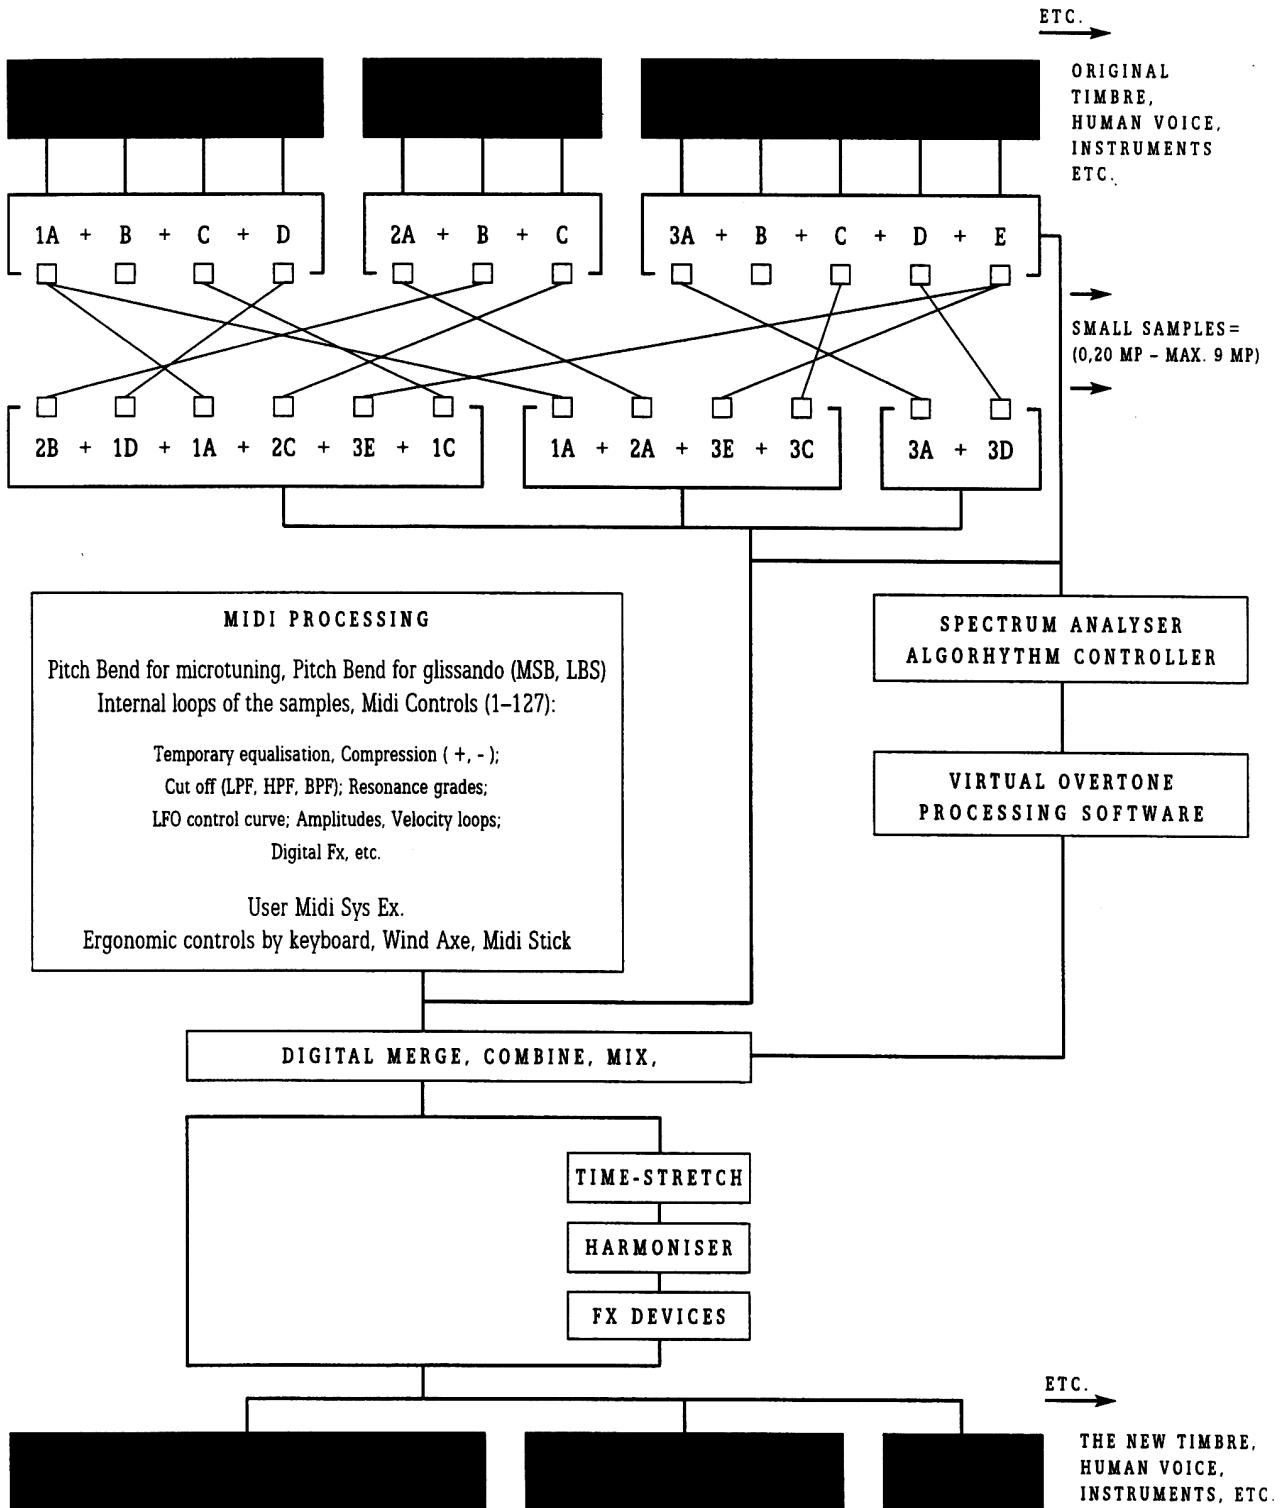 ETC.
ORIGINAL
TIMBRE,
HUMAN VOICE,
INSTRUMENTS
ETC.
1A + B + C + D
2A + B + C
3A + B + C + D + E
SMALL SAMPLES=
(0,20 MP – MAX. 9 MP)
2B + 1D + 1A + 2C + 3E + 1C
1A + 2A + 3E + 3C
3A + 3D
MIDI PROCESSING
Pitch Bend for microtuning, Pitch Bend for glissando (MSB, LBS)
Internal loops of the samples, Midi Controls (1–127):
Temporary equalisation, Compression ( +, - );
Cut off (LPF, HPF, BPF); Resonance grades;
LFO control curve; Amplitudes, Velocity loops;
Digital Fx, etc.
User Midi Sys Ex.
Ergonomic controls by keyboard, Wind Axe, Midi Stick
SPECTRUM ANALYSER
ALGORHYTHM CONTROLLER
VIRTUAL OVERTONE
PROCESSING SOFTWARE
DIGITAL MERGE, COMBINE, MIX,
TIME-STRETCH
HARMONISER
FX DEVICES
ETC.
THE NEW TIMBRE,
HUMAN VOICE,
INSTRUMENTS, ETC.